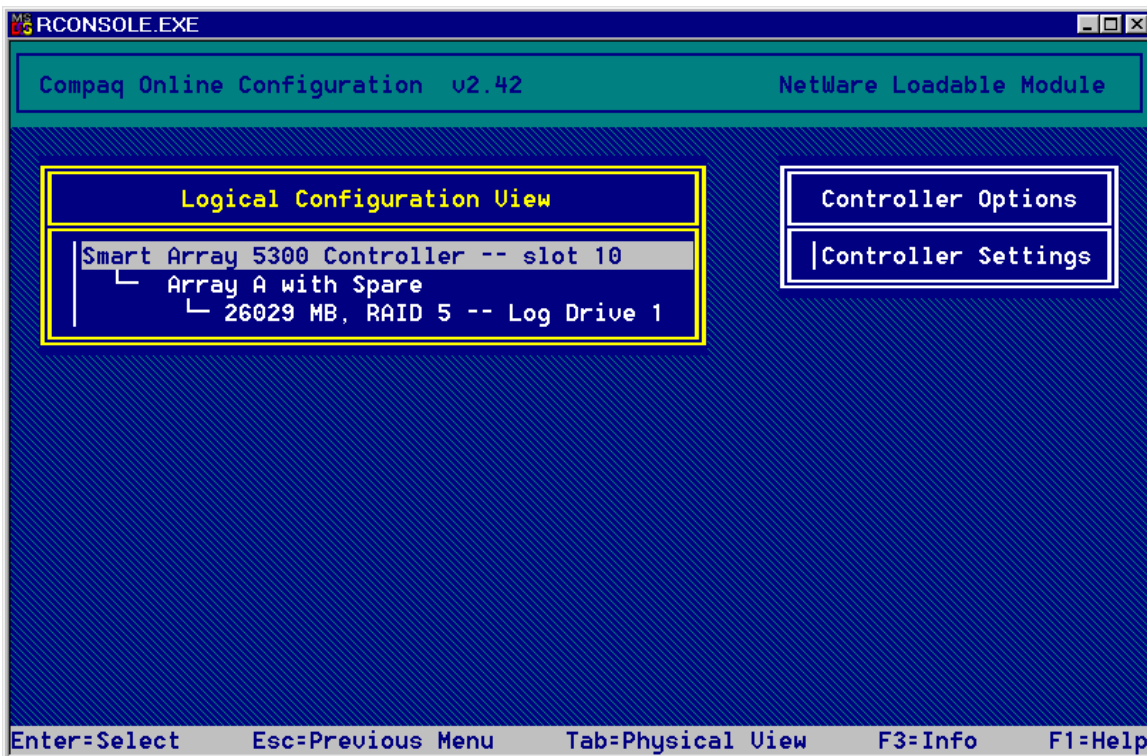 RCONSOLE.EXE
Compaq Online Configuration v2.42 NetWare Loadable Module
Logical Configuration View
Smart Array 5300 Controller -- slot 10
Array A with Spare
26029 MB, RAID 5 -- Log Drive 1
Controller Options
Controller Settings
Enter=Select Esc=Previous Menu Tab=Physical View F3=Info F1=Help